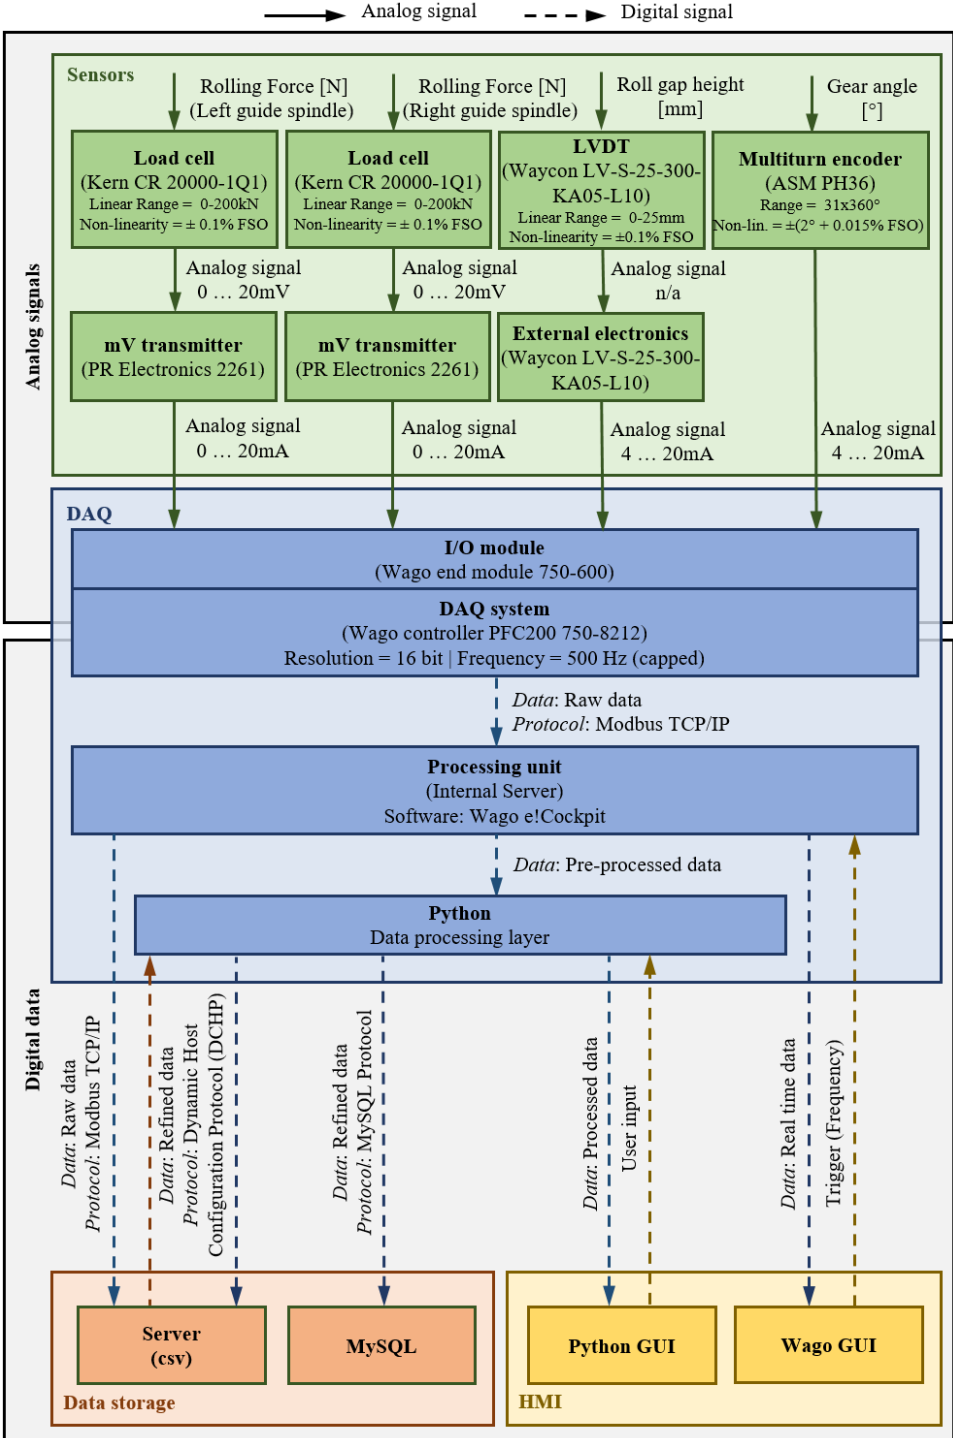 Analog signal
Digital signal
Analog signals
Sensors
Rolling Force [N]
(Left guide spindle)
Rolling Force [N]
(Right guide spindle)
Roll gap height
[mm]
Gear angle
[°]
Load cell
(Kern CR 20000-1Q1)
Linear Range = 0-200kN
Non-linearity = ± 0.1% FSO
Load cell
(Kern CR 20000-1Q1)
Linear Range = 0-200kN
Non-linearity = ± 0.1% FSO
LVDT
(Waycon LV-S-25-300-
KA05-L10)
Linear Range = 0-25mm
Non-linearity = ±0.1% FSO
Multiturn encoder
(ASM PH36)
Range = 31x360°
Non-lin. = ±(2° + 0.015% FSO)
Analog signal
0 … 20mV
Analog signal
0 … 20mV
Analog signal
n/a
mV transmitter
(PR Electronics 2261)
mV transmitter
(PR Electronics 2261)
External electronics
(Waycon LV-S-25-300-
KA05-L10)
Analog signal
0 … 20mA
Analog signal
0 … 20mA
Analog signal
4 … 20mA
Analog signal
4 … 20mA
DAQ
I/O module
(Wago end module 750-600)
DAQ system
(Wago controller PFC200 750-8212)
Resolution = 16 bit | Frequency = 500 Hz (capped)
Data: Raw data
Protocol: Modbus TCP/IP
Processing unit
(Internal Server)
Software: Wago e!Cockpit
Data: Pre-processed data
Python
Data processing layer
Digital data
Data: Raw data
Protocol: Modbus TCP/IP
Data: Refined data
Protocol: Dynamic Host
Configuration Protocol (DCHP)
Data: Refined data
Protocol: MySQL Protocol
Data: Processed data
User input
Data: Real time data
Trigger (Frequency)
Server
(csv)
MySQL
Python GUI
Wago GUI
Data storage
HMI